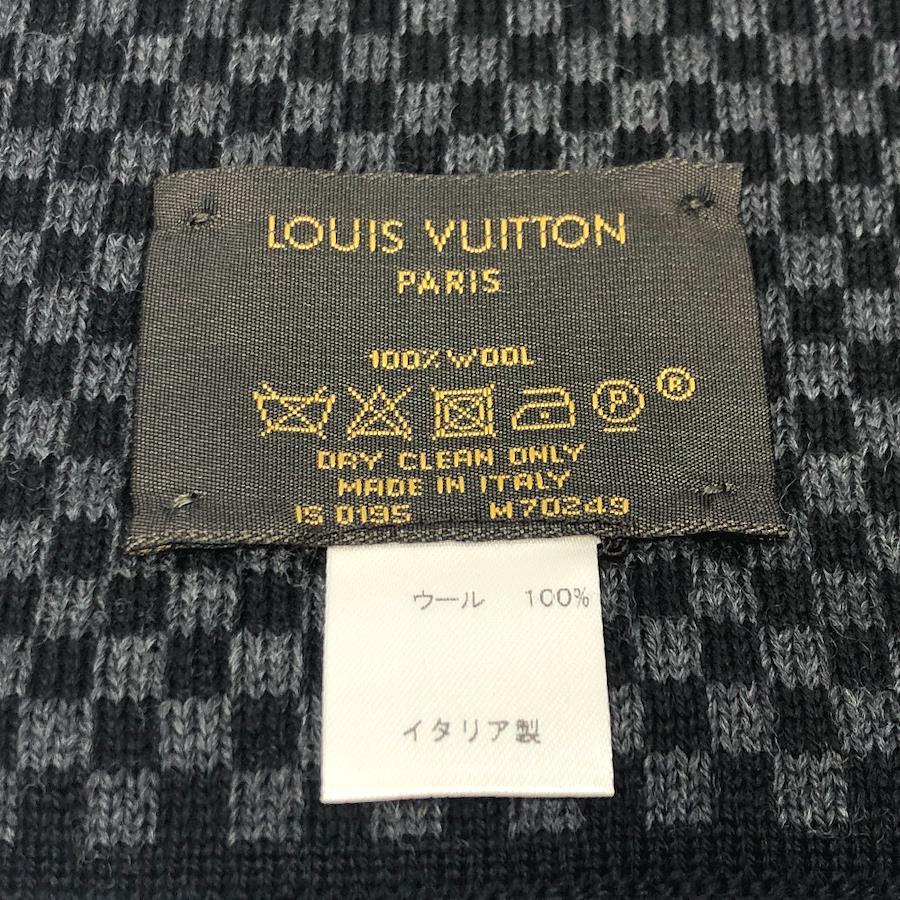 LOUIS VUITTON
PARIS
100% WOOL
P ®
DRY CLEAN ONLY
MADE IN ITALY
IS 0195 M70249
ウール 100%
イタリア製